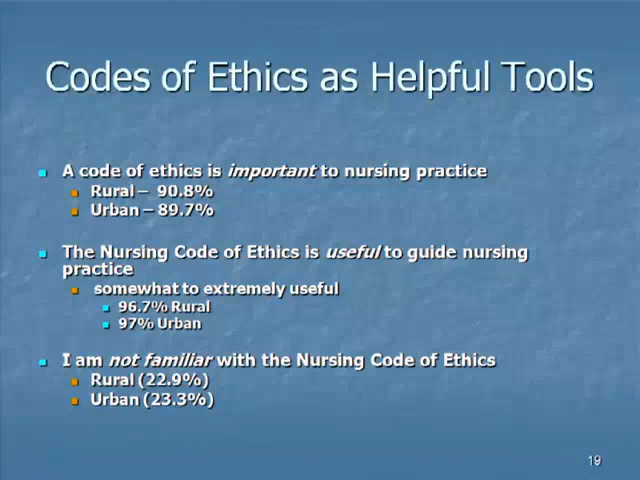 Codes of Ethics as Helpful Tools
A code of ethics is important to nursing practice
Rural – 90.8%
Urban – 89.7%
The Nursing Code of Ethics is useful to guide nursing
practice
somewhat to extremely useful
96.7% Rural
97% Urban
I am not familiar with the Nursing Code of Ethics
Rural (22.9%)
Urban (23.3%)
19